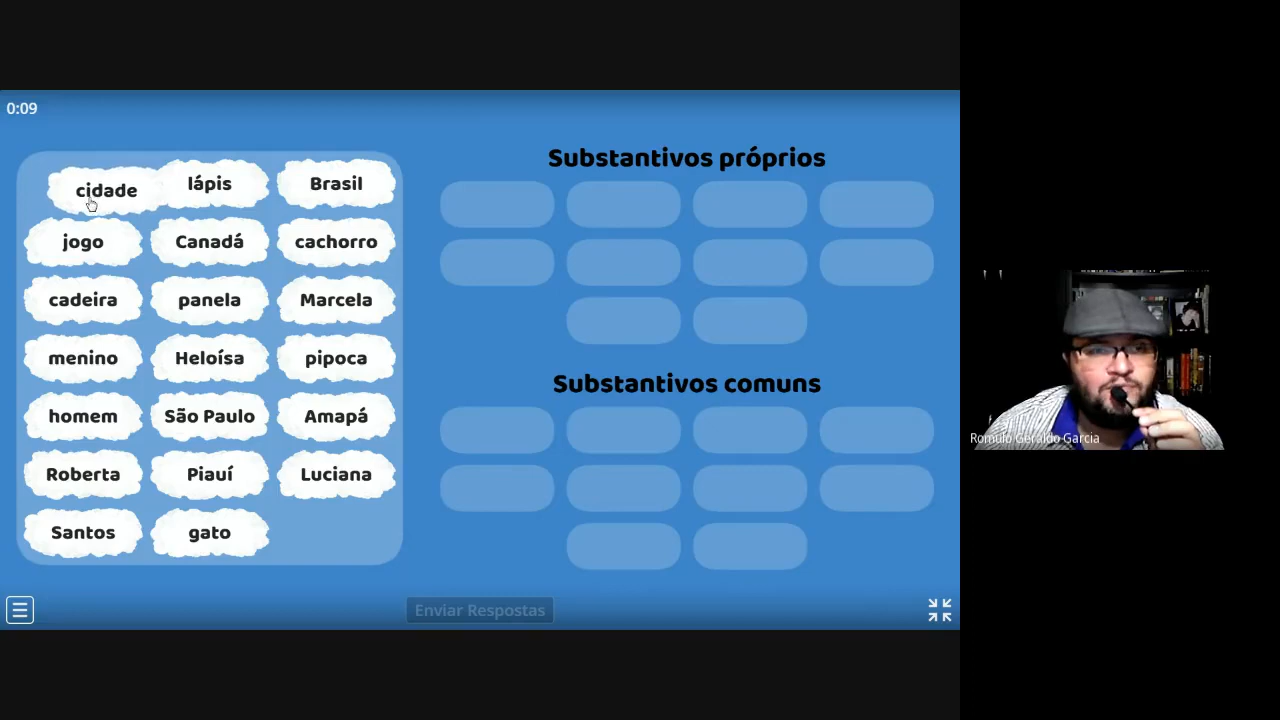 0:09
cidade
lápis
Brasil
jogo
Canadá
cachorro
cadeira
panela
Marcela
menino
Heloísa
pipoca
homem
São Paulo
Amapá
Roberta
Piauí
Luciana
Santos
gato
Substantivos próprios
Substantivos comuns
Enviar Respostas
Romulo Geraldo Garcia